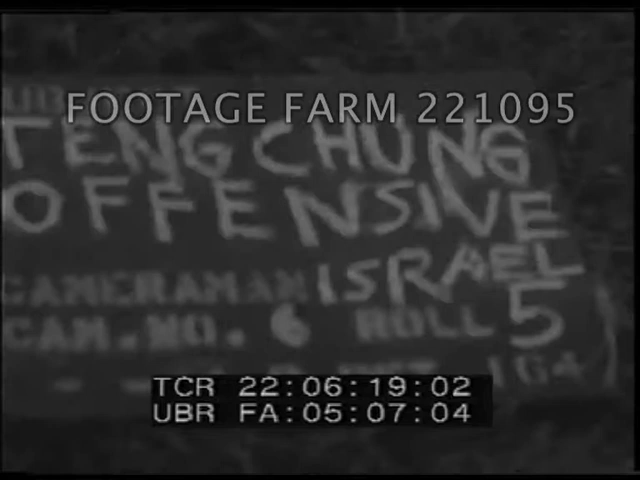 FOOTAGE FARM 221095
TENG CHUNG
OFFENSIVE
CAMERAMAN ISRAEL
CAM. NO. 6 ROLL 5
164
TCR 22:06:19:02
UBR FA:05:07:04